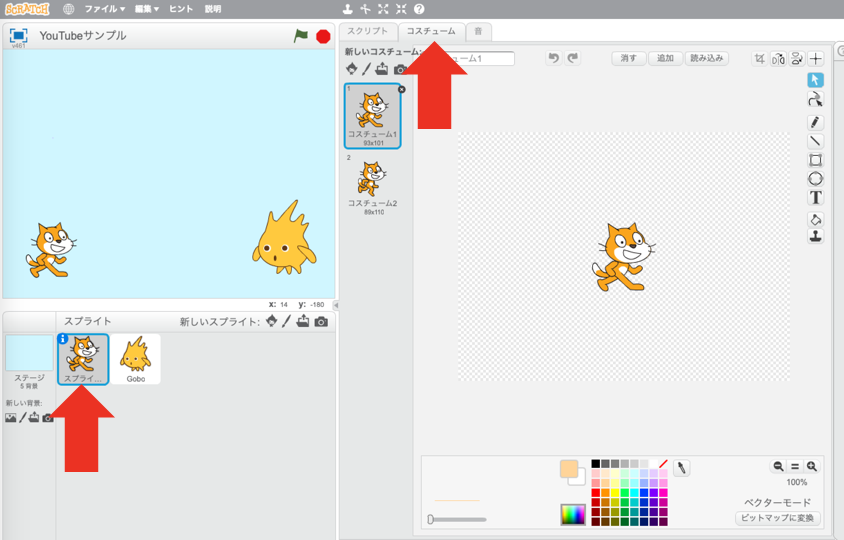 SCRATCH ファイル▼ 編集▼ ヒント 説明
v461 YouTubeサンプル
スクリプト コスチューム 音
新しいコスチューム:
消す 追加 読み込み
1
コスチューム1
93x101
2
コスチューム2
89x110
x: 14 y: -180
スプライト 新しいスプライト:
ステージ
5 背景
新しい背景:
スプライ...
Gobo
T
100%
ベクターモード
ビットマップに変換